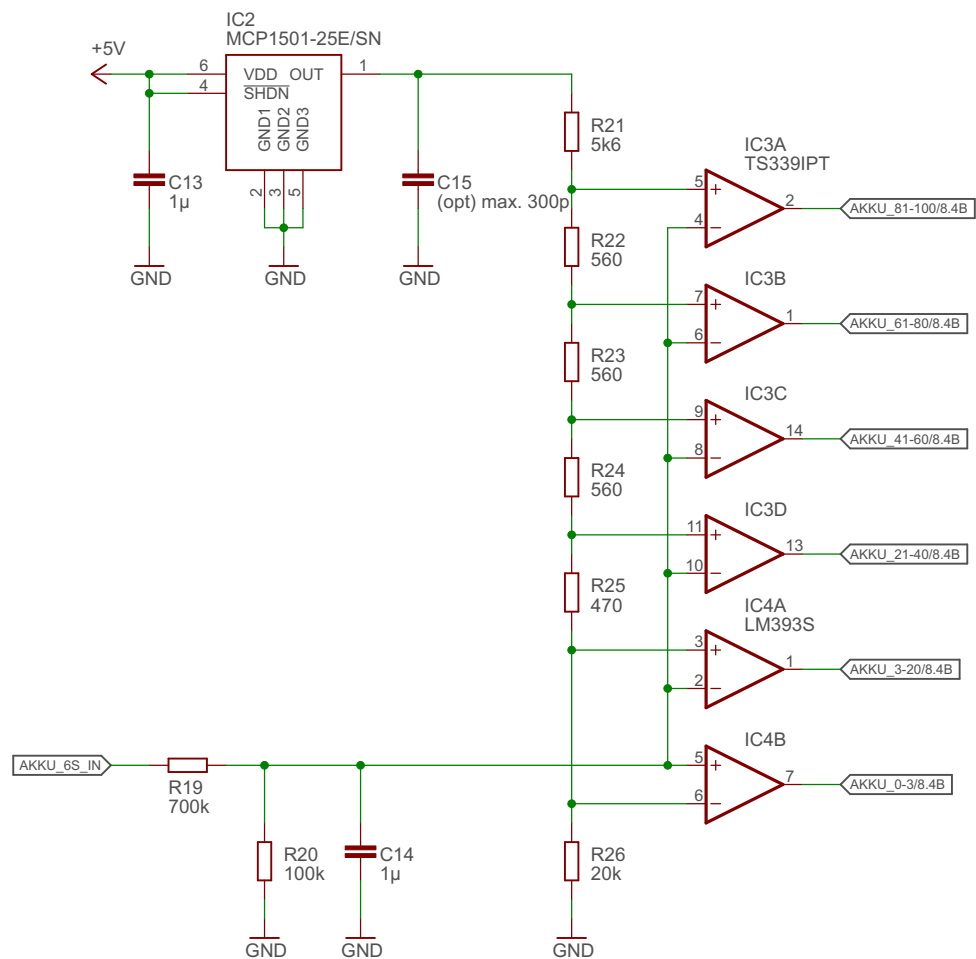 IC2
MCP1501-25E/SN
+5V
6
VDD
OUT
1
4
SHDN
GND1
GND2
GND3
2
3
5
C13
1µ
C15
(opt) max. 300p
GND
GND
GND
R21
5k6
IC3A
TS339IPT
5
+
4
−
2
AKKU_81-100/8.4B
R22
560
IC3B
7
+
6
−
1
AKKU_61-80/8.4B
R23
560
IC3C
9
+
8
−
14
AKKU_41-60/8.4B
R24
560
IC3D
11
+
10
−
13
AKKU_21-40/8.4B
R25
470
IC4A
LM393S
3
+
2
−
1
AKKU_3-20/8.4B
IC4B
5
+
6
−
7
AKKU_0-3/8.4B
AKKU_6S_IN
R19
700k
R20
100k
C14
1µ
R26
20k
GND
GND
GND